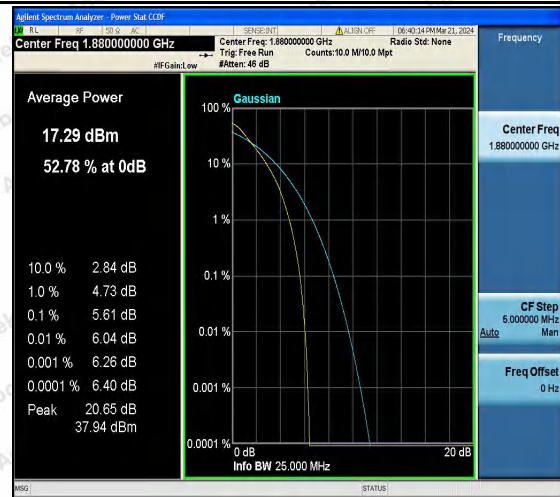 Agilent Spectrum Analyzer - Power Stat CCDF
RL RF 50 Ω AC SENSE:INT ALIGN OFF 06:40:14 PM Mar 21, 2024
Center Freq 1.880000000 GHz
Center Freq: 1.880000000 GHz Radio Std: None
Trig: Free Run Counts:10.0 M/10.0 Mpt
#IFGain:Low #Atten: 46 dB
Frequency
Average Power
17.29 dBm
52.78 % at 0dB
10.0 % 2.84 dB
1.0 % 4.73 dB
0.1 % 5.61 dB
0.01 % 6.04 dB
0.001 % 6.26 dB
0.0001 % 6.40 dB
Peak 20.65 dB
37.94 dBm
Gaussian
100 %
10 %
1 %
0.1 %
0.01 %
0.001 %
0.0001 %
0 dB 20 dB
Info BW 25.000 MHz
Center Freq
1.880000000 GHz
CF Step
5.000000 MHz
Auto Man
Freq Offset
0 Hz
MSG STATUS